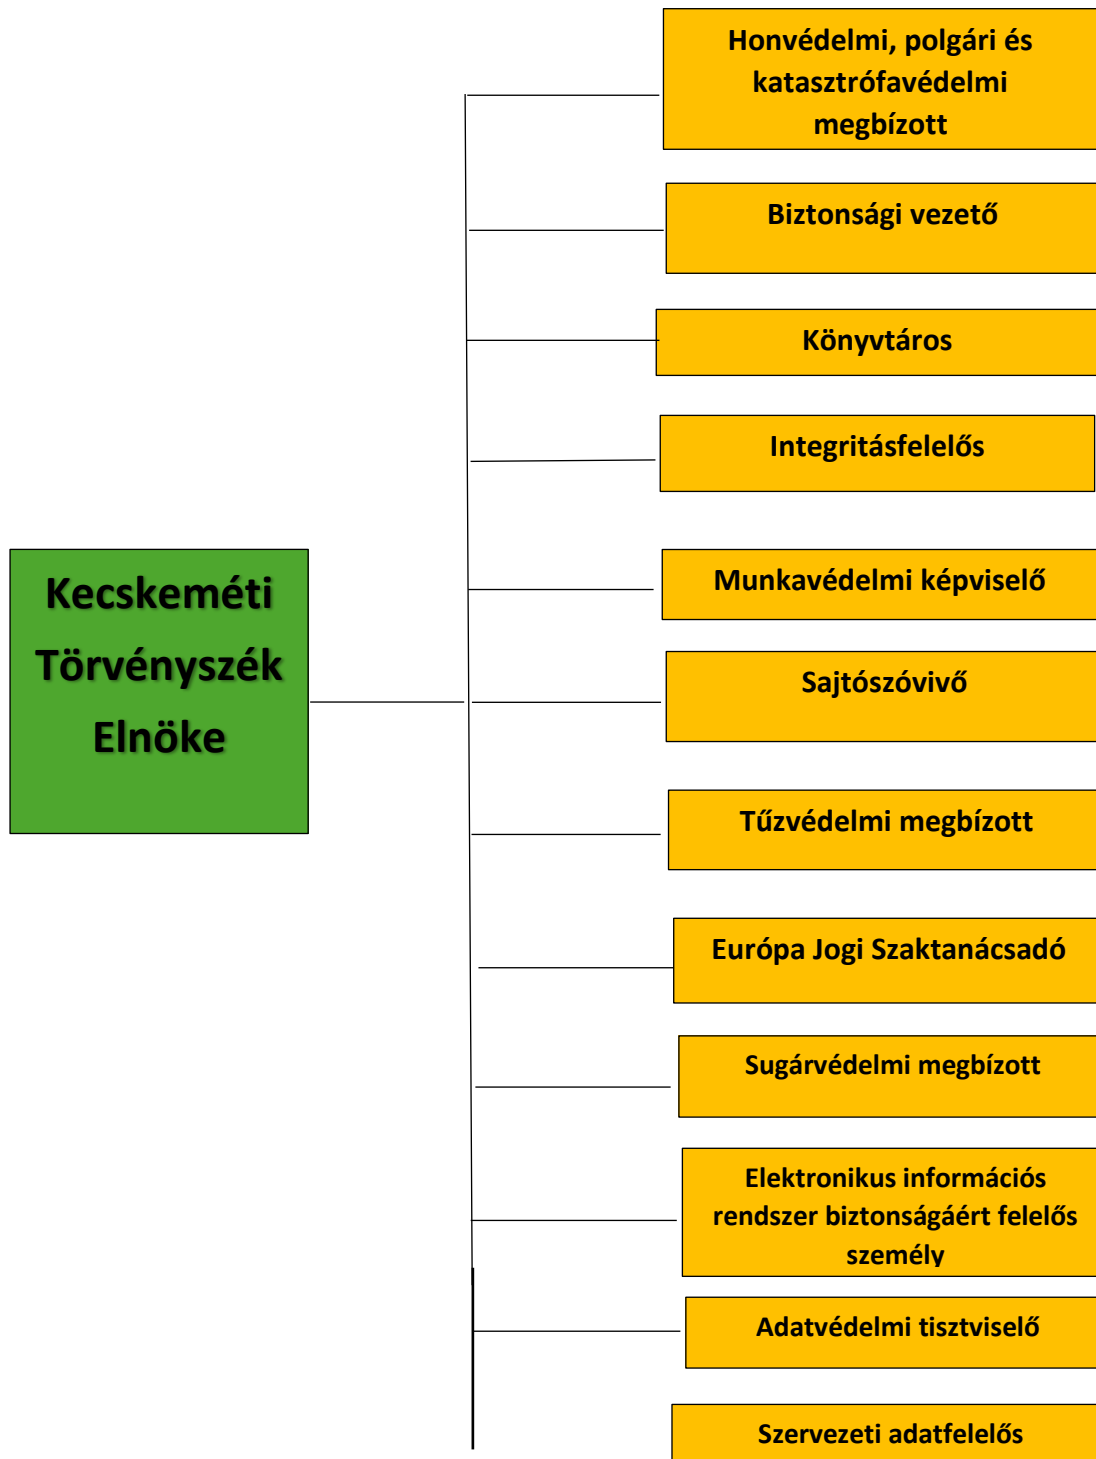 Honvédelmi, polgári és
katasztrófavédelmi
megbízott
Biztonsági vezető
Könyvtáros
Integritásfelelős
Munkavédelmi képviselő
Kecskeméti
Törvényszék
Elnöke
Sajtószóvivő
Tűzvédelmi megbízott
Európa Jogi Szaktanácsadó
Sugárvédelmi megbízott
Elektronikus információs
rendszer biztonságáért felelős
személy
Adatvédelmi tisztviselő
Szervezeti adatfelelős